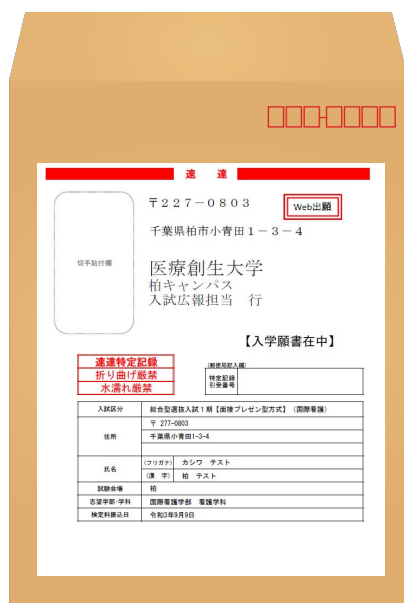 速 達
〒227-0803
Web出願
千葉県柏市小青田1-3-4
切手貼付欄
医療創生大学
柏キャンパス
入試広報担当 行
【入学願書在中】
速達特定記録
折り曲げ厳禁
水濡れ厳禁
(郵便局記入欄)
特定記録
引受番号
入試区分 総合型選抜入試1期【面接プレゼン型方式】(国際看護)
住所 〒 277-0803
千葉県小青田1-3-4
氏名 (フリガナ) カシワ テスト
(漢 字) 柏 テスト
試験会場 柏
志望学部・学科 国際看護学部 看護学科
検定料振込日 令和3年9月9日